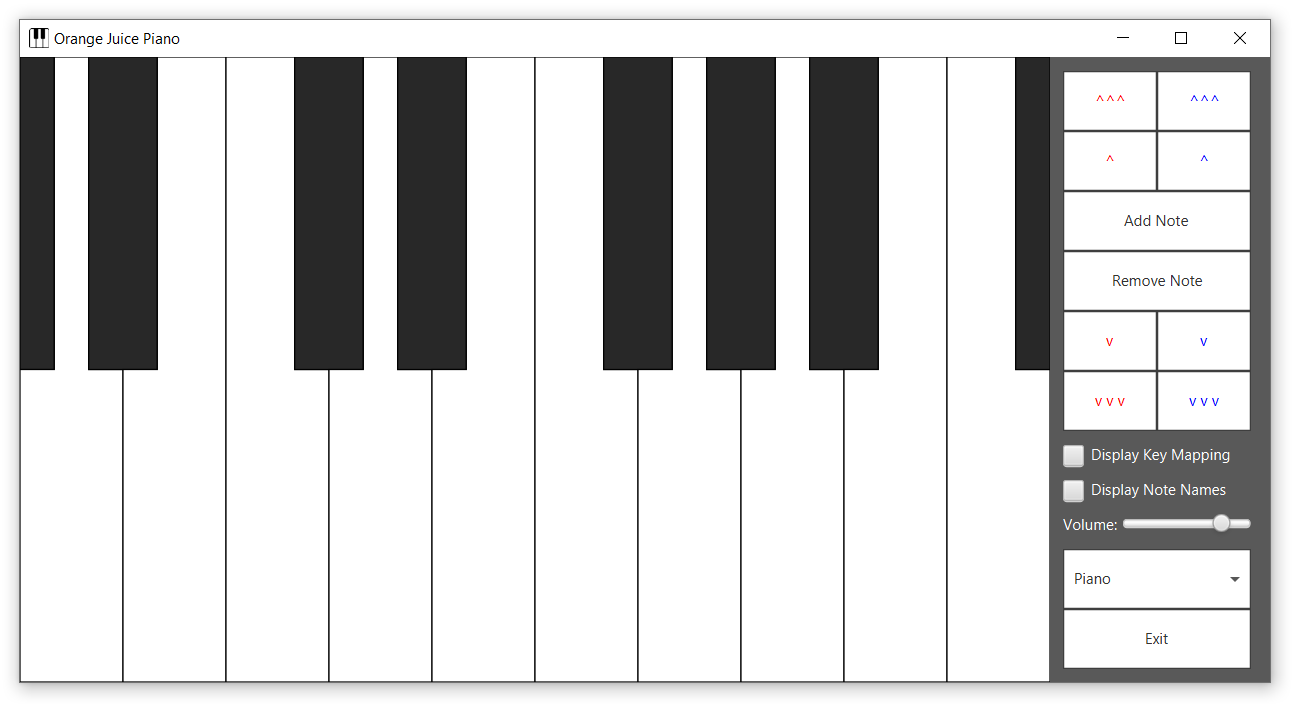 Orange Juice Piano
^ ^ ^ ^ ^ ^
^ ^
Add Note
Remove Note
v v
v v v v v v
Display Key Mapping
Display Note Names
Volume:
Piano
Exit